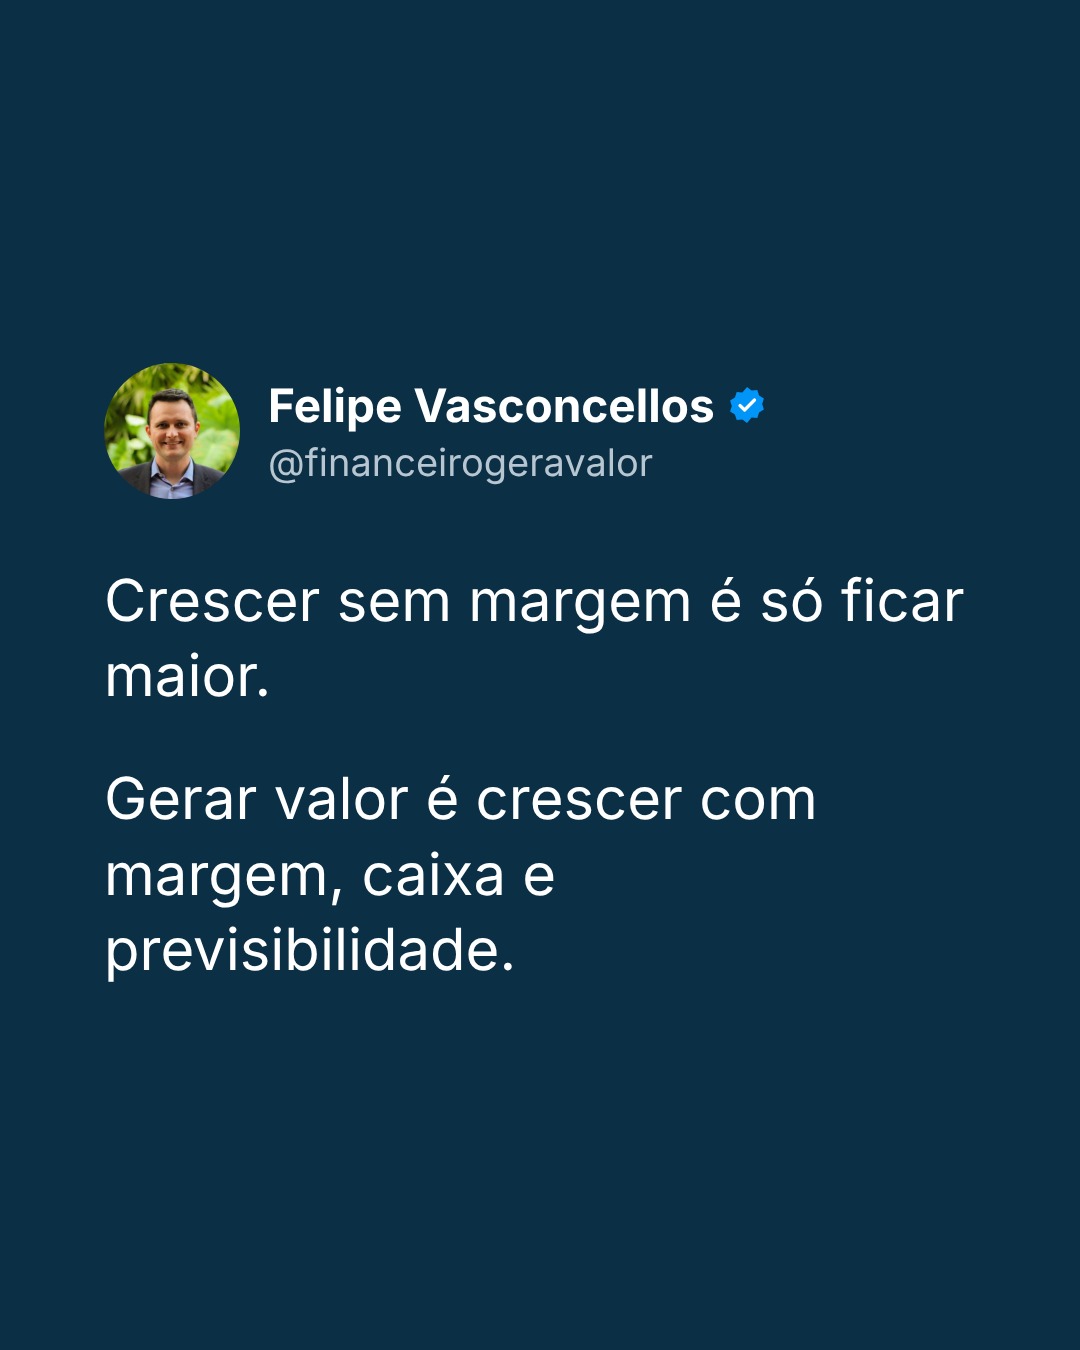 Felipe Vasconcellos
@financeirogeravalor
Crescer sem margem é só ficar
maior.
Gerar valor é crescer com
margem, caixa e
previsibilidade.